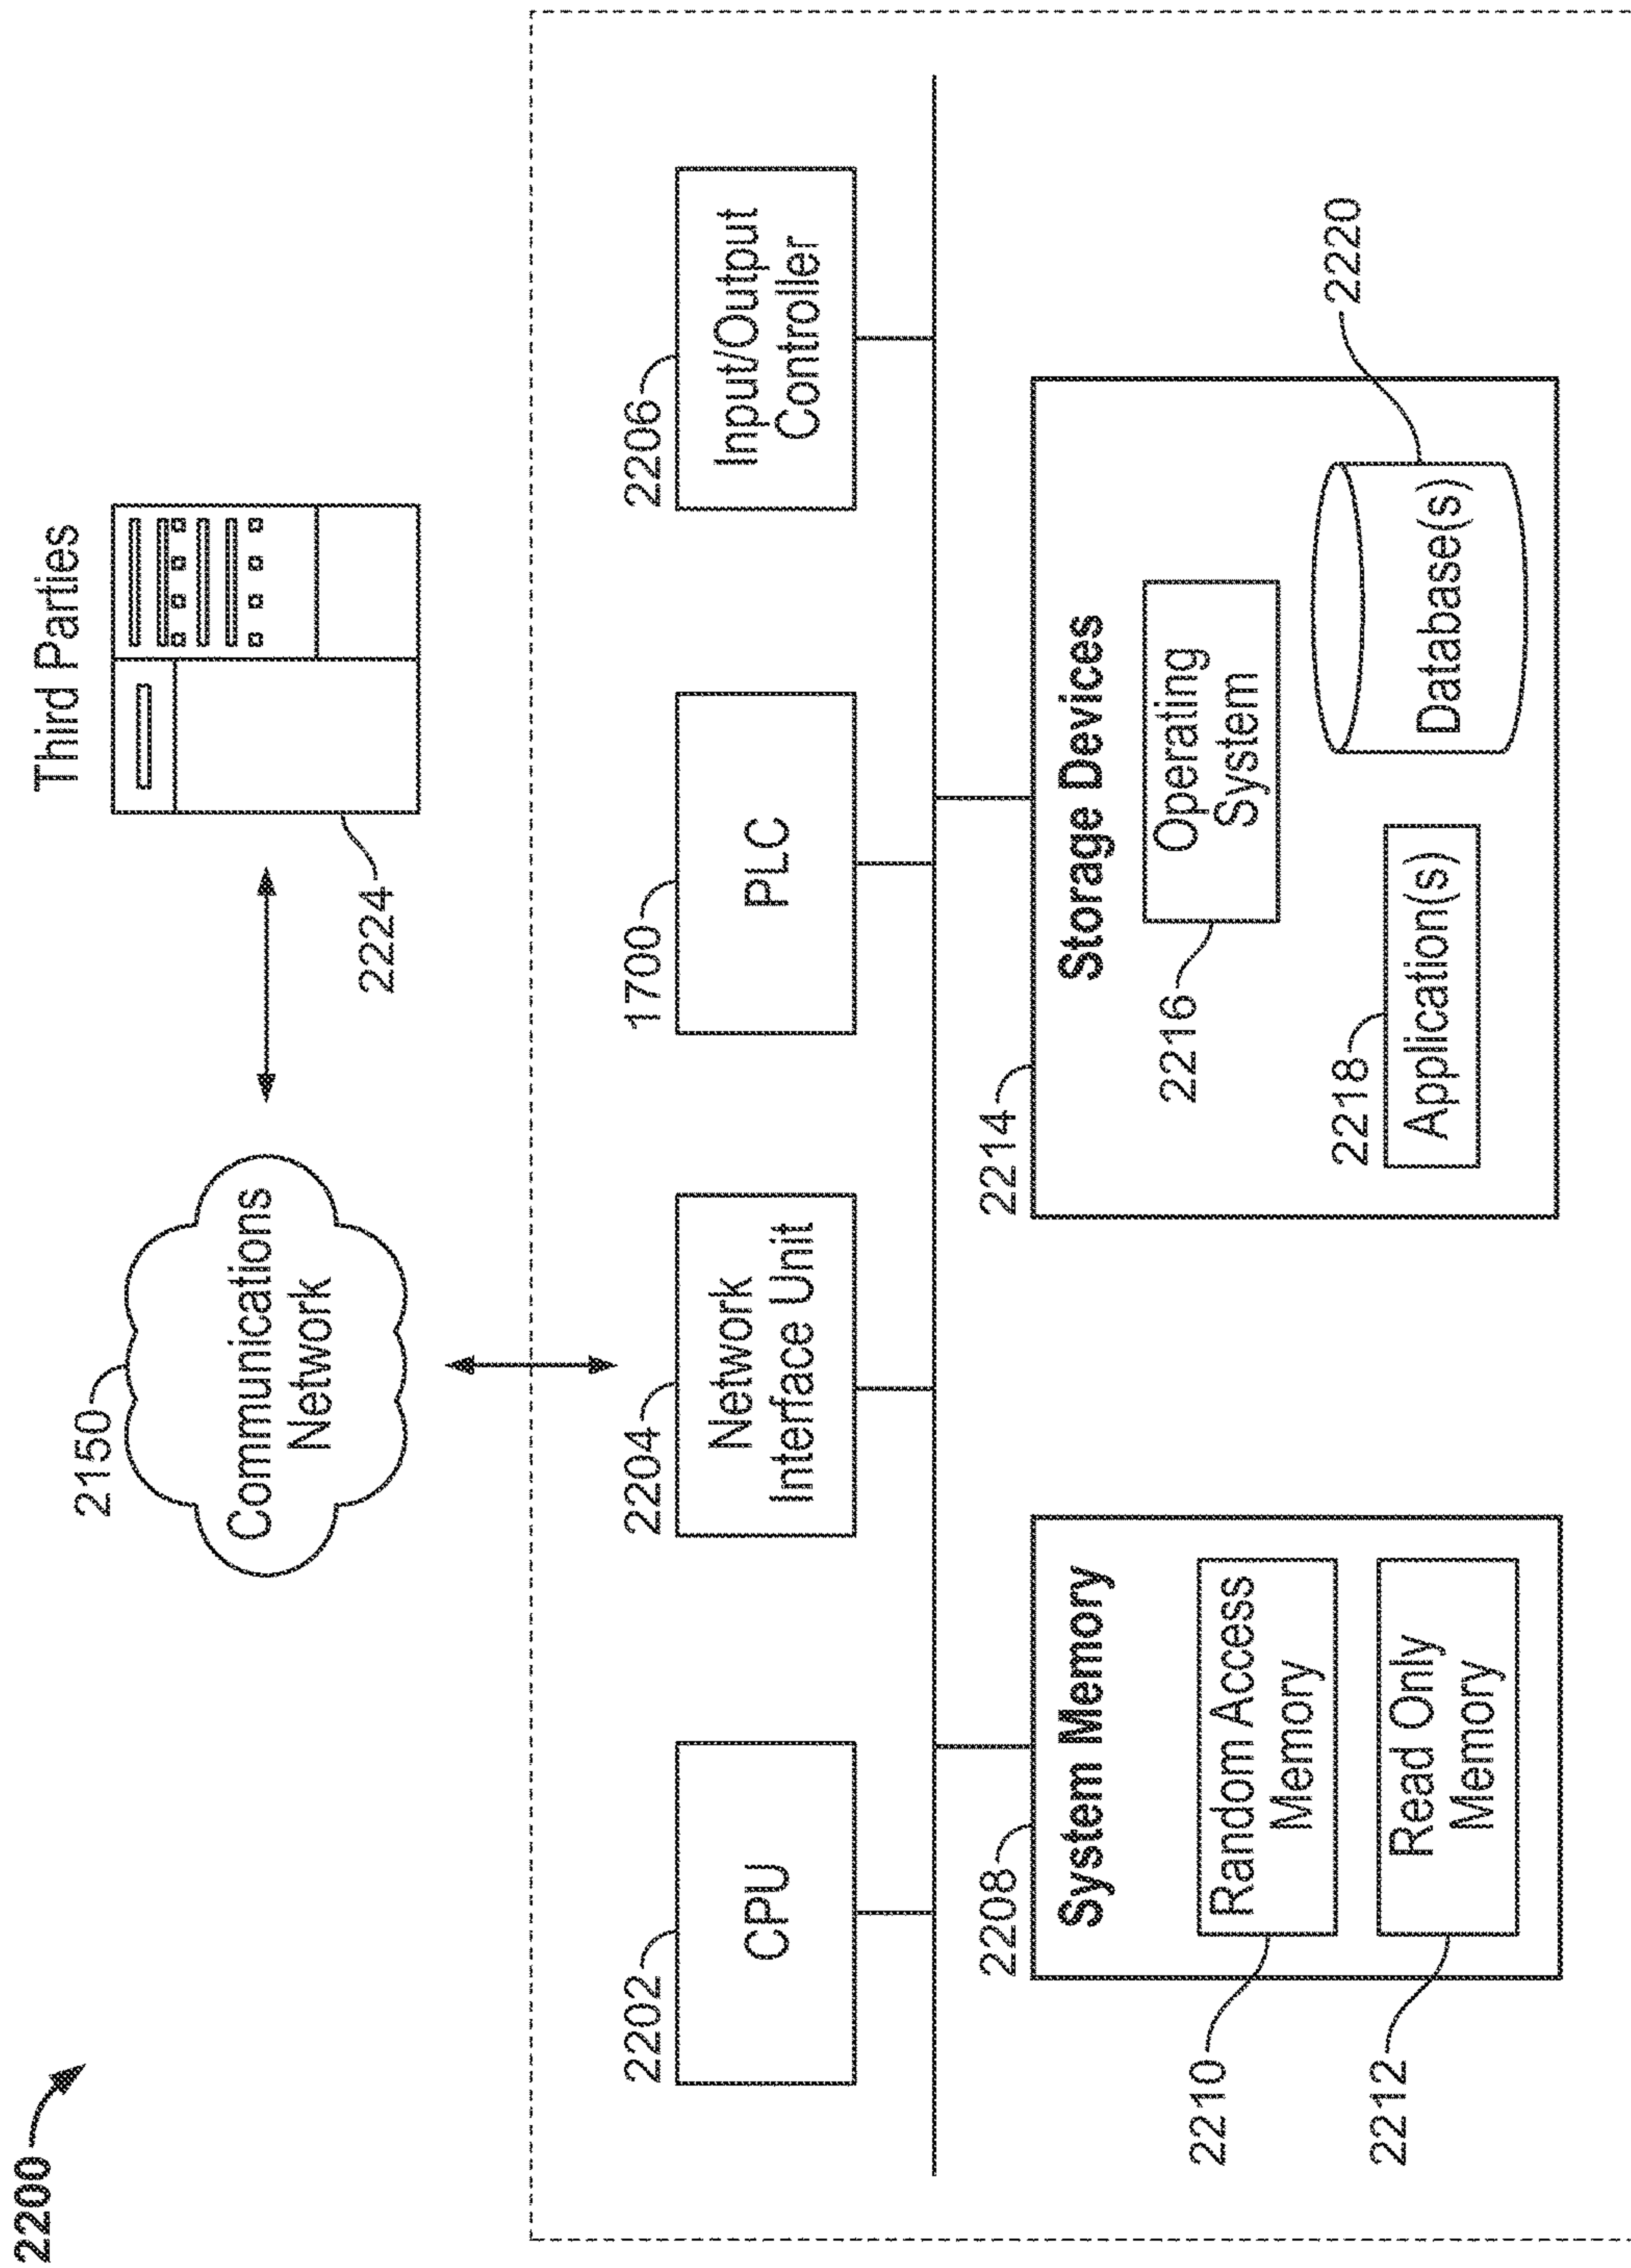 2200
Third Parties
2150
Communications
Network
2224
2202
CPU
2204
Network
Interface Unit
1700
PLC
2206
Input/Output
Controller
2208
System Memory
2210
Random Access
Memory
2212
Read Only
Memory
2214
Storage Devices
2216
Operating
System
2218
Application(s)
2220
Database(s)